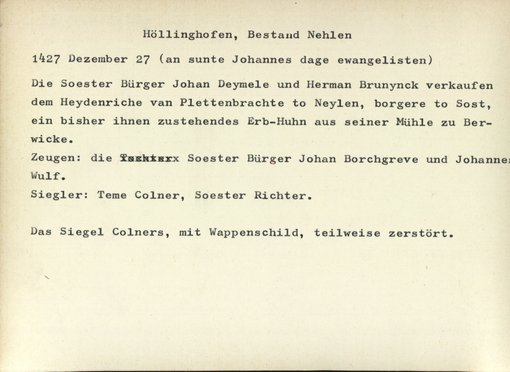 Höllinghofen, Bestand Nehlen
1427 Dezember 27 (an sunte Johannes dage ewangelisten)
Die Soester Bürger Johan Deymele und Herman Brunynck verkaufen
dem Heydenriche van Plettenbrachte to Neylen, borgere to Sost,
ein bisher ihnen zustehendes Erb-Huhn aus seiner Mühle zu Ber-
wicke.
Zeugen: die Soester Bürger Johan Borchgreve und Johannes
Wulf.
Siegler: Teme Colner, Soester Richter.
Das Siegel Colners, mit Wappenschild, teilweise zerstört.